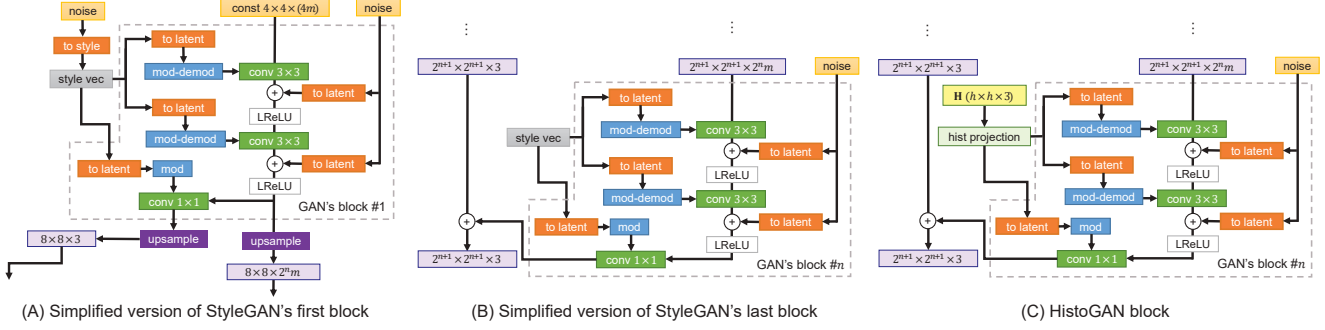 noise
const 4×4×(4m)
noise
to style
to latent
style vec
mod-demod
conv 3×3
+
to latent
LReLU
to latent
mod-demod
conv 3×3
+
to latent
to latent
mod
LReLU
conv 1×1
GAN's block #1
8×8×3
upsample
upsample
8×8×2ⁿm
(A) Simplified version of StyleGAN's first block
⋮
⋮
2ⁿ⁺¹×2ⁿ⁺¹×3
2ⁿ⁺¹×2ⁿ⁺¹×2ⁿm
noise
to latent
style vec
mod-demod
conv 3×3
+
to latent
LReLU
to latent
mod-demod
conv 3×3
+
to latent
mod
+
to latent
LReLU
2ⁿ⁺¹×2ⁿ⁺¹×3
conv 1×1
GAN's block #n
(B) Simplified version of StyleGAN's last block
⋮
⋮
2ⁿ⁺¹×2ⁿ⁺¹×3
2ⁿ⁺¹×2ⁿ⁺¹×2ⁿm
noise
H (h×h×3)
to latent
hist projection
mod-demod
conv 3×3
+
to latent
LReLU
to latent
mod-demod
conv 3×3
+
to latent
mod
+
to latent
LReLU
2ⁿ⁺¹×2ⁿ⁺¹×3
conv 1×1
GAN's block #n
(C) HistoGAN block